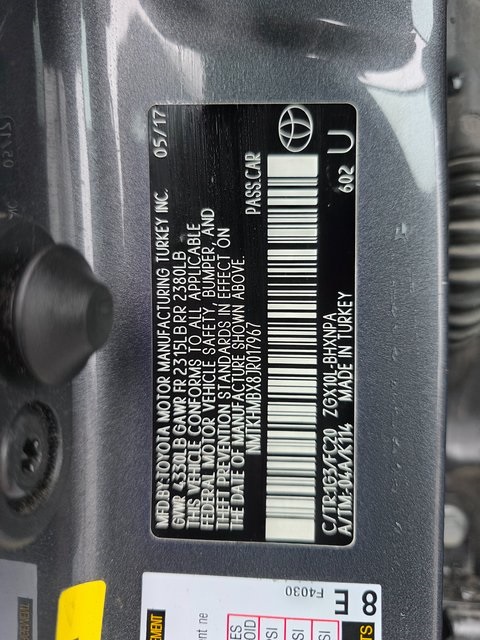 MFD.BY:TOYOTA MOTOR MANUFACTURING TURKEY INC. 05/17
GVWR 4330LB GAWR FR 2315LB RR 2380LB
THIS VEHICLE CONFORMS TO ALL APPLICABLE
FEDERAL MOTOR VEHICLE SAFETY, BUMPER, AND
THEFT PREVENTION STANDARDS IN EFFECT ON
THE DATE OF MANUFACTURE SHOWN ABOVE.
NMTKHMBX8JR017967 PASS.CAR
C/TR:1G3/FC20 ZGX10L-BHXNPA 602
A/TM:-04A/K114 MADE IN TURKEY U
F4030
8
E